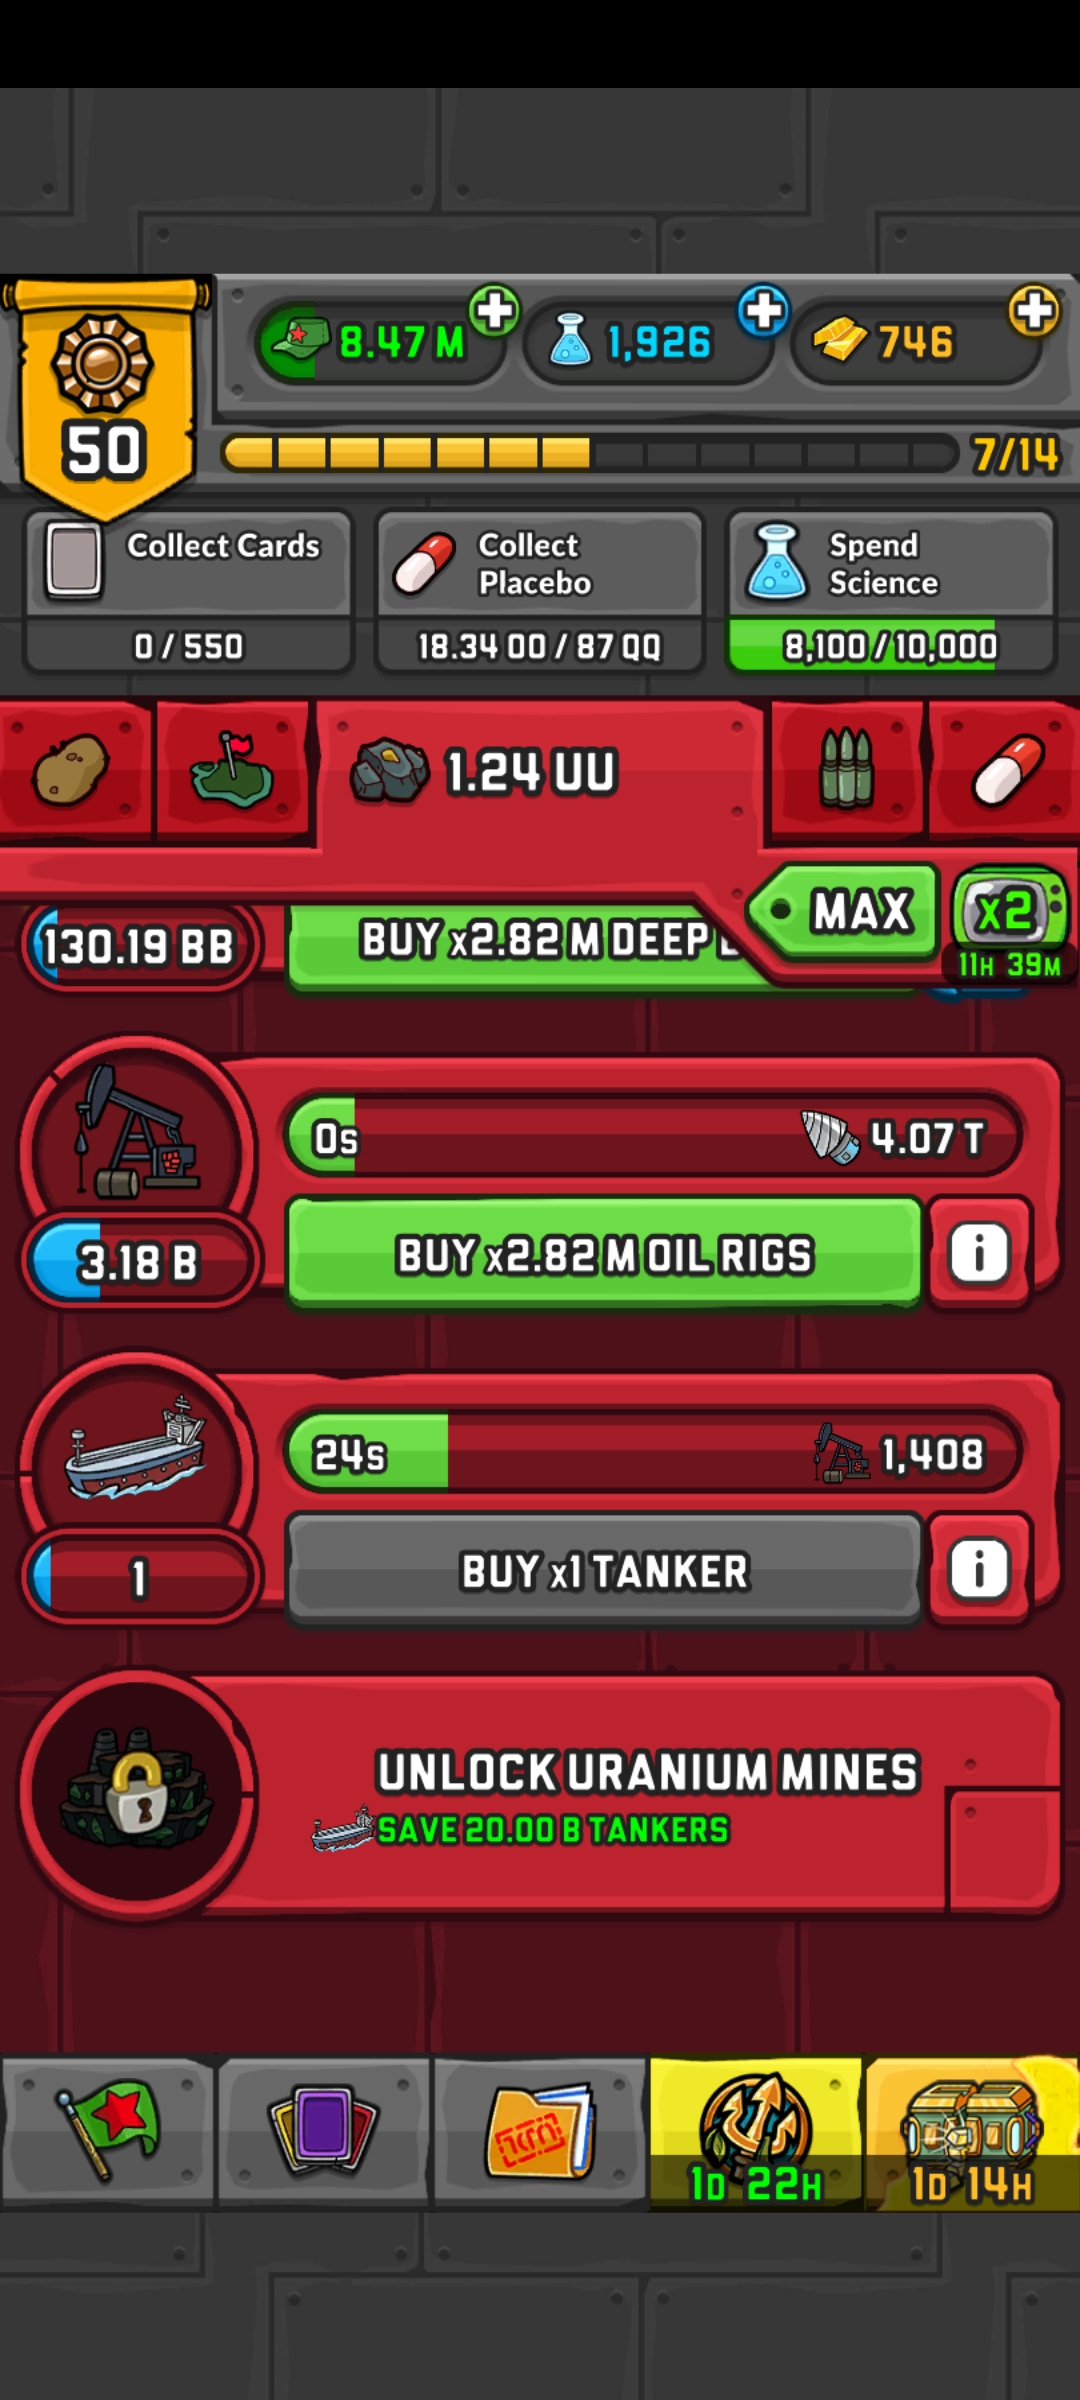 8.47 M
1,926
746
50
7/14
Collect Cards
0 / 550
Collect
Placebo
18.34 OO / 87 QQ
Spend
Science
8,100 / 10,000
1.24 UU
MAX
x2
11H 39M
130.19 BB
BUY x2.82 M DEEP
0s
4.07 T
3.18 B
BUY x2.82 M OIL RIGS
i
24s
1,408
1
BUY x1 TANKER
i
UNLOCK URANIUM MINES
SAVE 20.00 B TANKERS
1D 22H
1D 14H